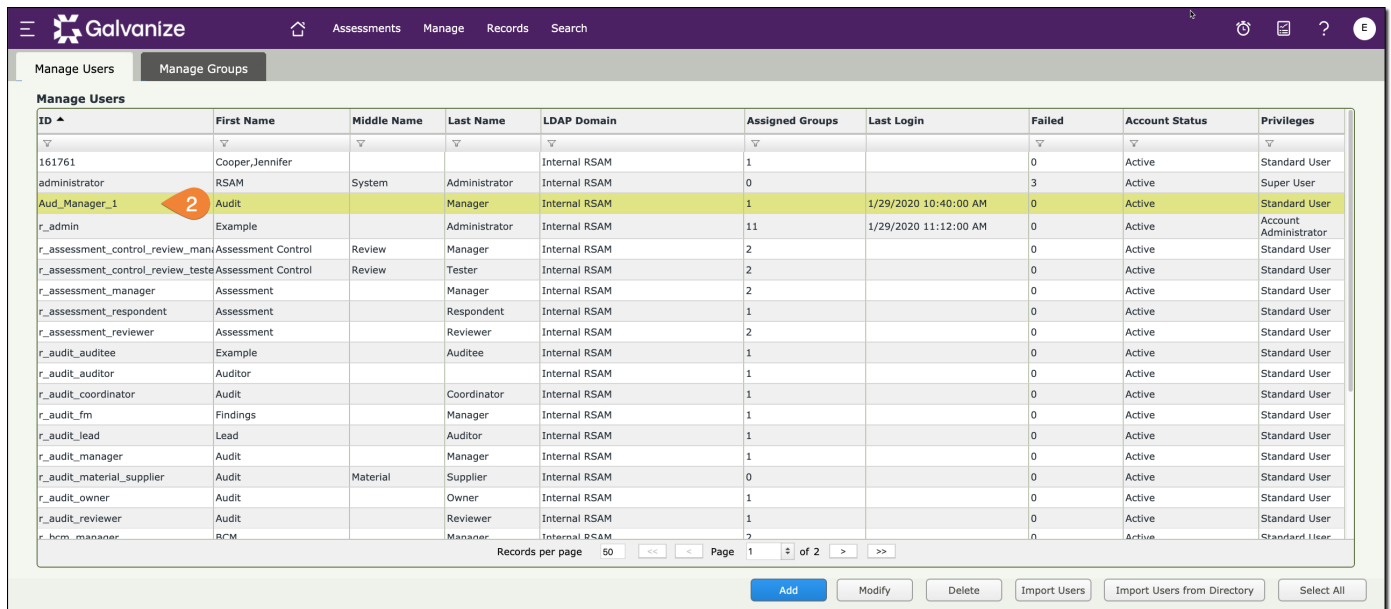 Galvanize Assessments Manage Records Search E
Manage Users Manage Groups
Manage Users
ID First Name Middle Name Last Name LDAP Domain Assigned Groups Last Login Failed Account Status Privileges
161761 Cooper,Jennifer Internal RSAM 1 0 Active Standard User
administrator RSAM System Administrator Internal RSAM 0 3 Active Super User
Aud_Manager_1 2 Audit Manager Internal RSAM 1 1/29/2020 10:40:00 AM 0 Active Standard User
r_admin Example Administrator Internal RSAM 11 1/29/2020 11:12:00 AM 0 Active Account Administrator
r_assessment_control_review_mana Assessment Control Review Manager Internal RSAM 2 0 Active Standard User
r_assessment_control_review_teste Assessment Control Review Tester Internal RSAM 2 0 Active Standard User
r_assessment_manager Assessment Manager Internal RSAM 2 0 Active Standard User
r_assessment_respondent Assessment Respondent Internal RSAM 1 0 Active Standard User
r_assessment_reviewer Assessment Reviewer Internal RSAM 2 0 Active Standard User
r_audit_auditee Example Auditee Internal RSAM 1 0 Active Standard User
r_audit_auditor Auditor Internal RSAM 1 0 Active Standard User
r_audit_coordinator Audit Coordinator Internal RSAM 1 0 Active Standard User
r_audit_fm Findings Manager Internal RSAM 1 0 Active Standard User
r_audit_lead Lead Auditor Internal RSAM 1 0 Active Standard User
r_audit_manager Audit Manager Internal RSAM 1 0 Active Standard User
r_audit_material_supplier Audit Material Supplier Internal RSAM 0 0 Active Standard User
r_audit_owner Audit Owner Internal RSAM 1 0 Active Standard User
r_audit_reviewer Audit Reviewer Internal RSAM 1 0 Active Standard User
r_bcm_manager BCM Manager Internal RSAM 2 0 Active Standard User
Records per page 50 << < Page 1 of 2 > >>
Add Modify Delete Import Users Import Users from Directory Select All